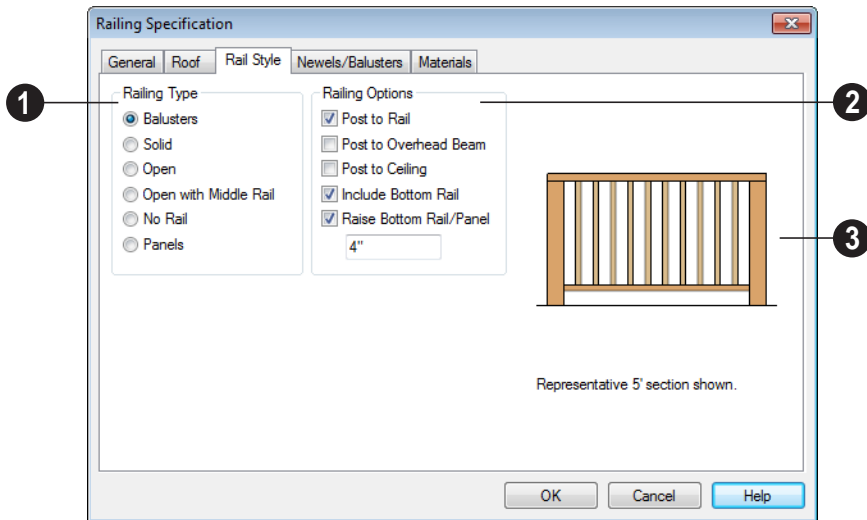 Railing Specification
General Roof Rail Style Newels/Balusters Materials
1
Railing Type
Balusters
Solid
Open
Open with Middle Rail
No Rail
Panels
Railing Options
2
Post to Rail
Post to Overhead Beam
Post to Ceiling
Include Bottom Rail
Raise Bottom Rail/Panel
4"
3
Representative 5' section shown.
OK Cancel Help